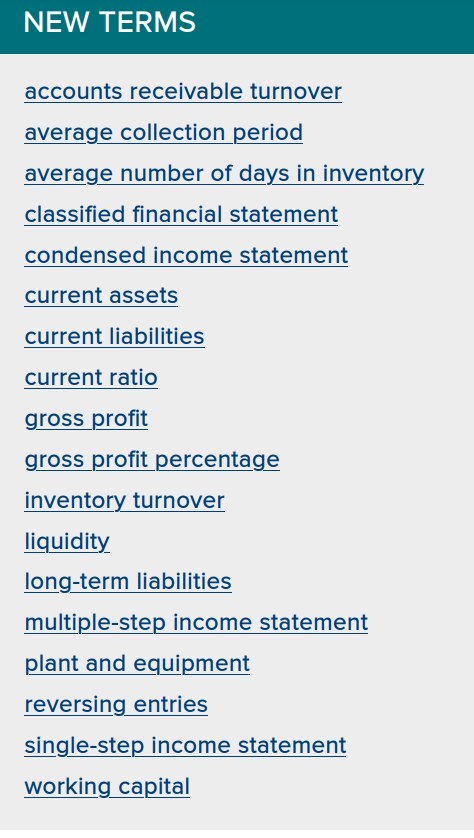 NEW TERMS
accounts receivable turnover
average collection period
average number of days in inventory
classified financial statement
condensed income statement
current assets
current liabilities
current ratio
gross profit
gross profit percentage
inventory turnover
liquidity
long-term liabilities
multiple-step income statement
plant and equipment
reversing entries
single-step income statement
working capital